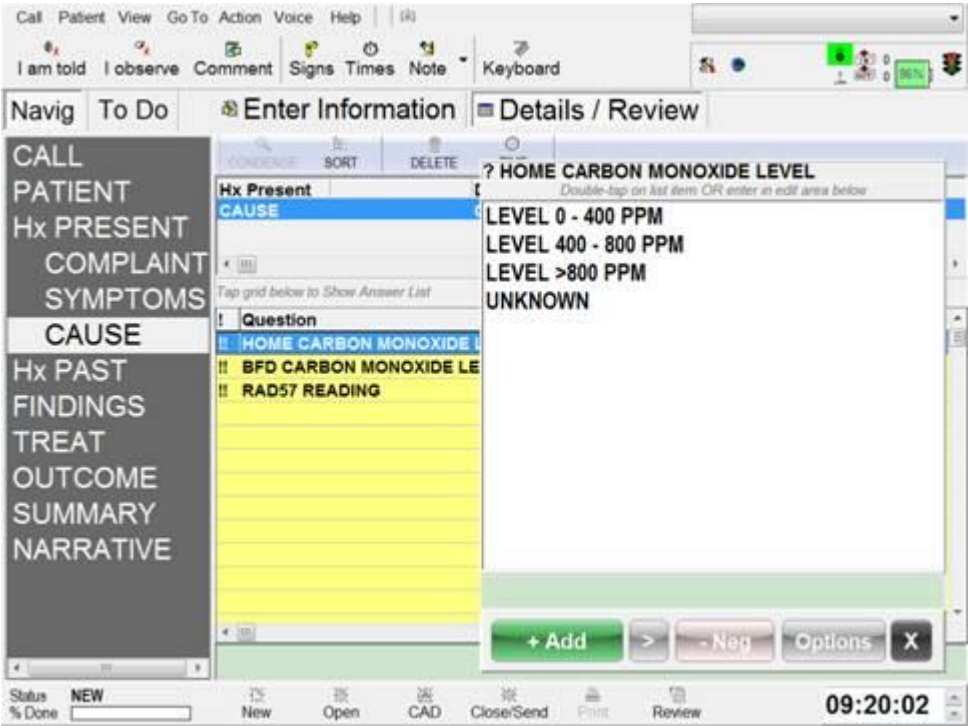 Call Patient View Go To Action Voice Help
I am told I observe Comment Signs Times Note Keyboard
0
0
96%
Navig To Do Enter Information Details / Review
CALL
PATIENT
Hx PRESENT
COMPLAINT
SYMPTOMS
CAUSE
Hx PAST
FINDINGS
TREAT
OUTCOME
SUMMARY
NARRATIVE
CONDENSE SORT DELETE
Hx Present
CAUSE
Tap grid below to Show Answer List
! Question
!! HOME CARBON MONOXIDE L
!! BFD CARBON MONOXIDE LE
!! RAD57 READING
? HOME CARBON MONOXIDE LEVEL
Double-tap on list item OR enter in edit area below
LEVEL 0 - 400 PPM
LEVEL 400 - 800 PPM
LEVEL >800 PPM
UNKNOWN
+ Add > - Neg Options X
Status NEW
% Done
New Open CAD Close/Send Print Review 09:20:02